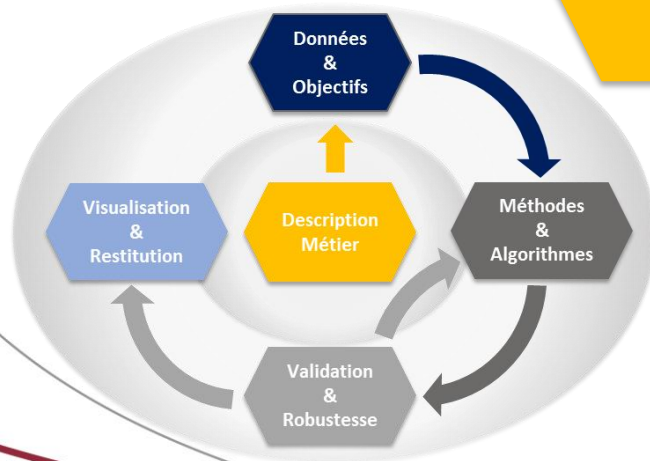 Données
&
Objectifs
Visualisation
&
Restitution
Description
Métier
Méthodes
&
Algorithmes
Validation
&
Robustesse